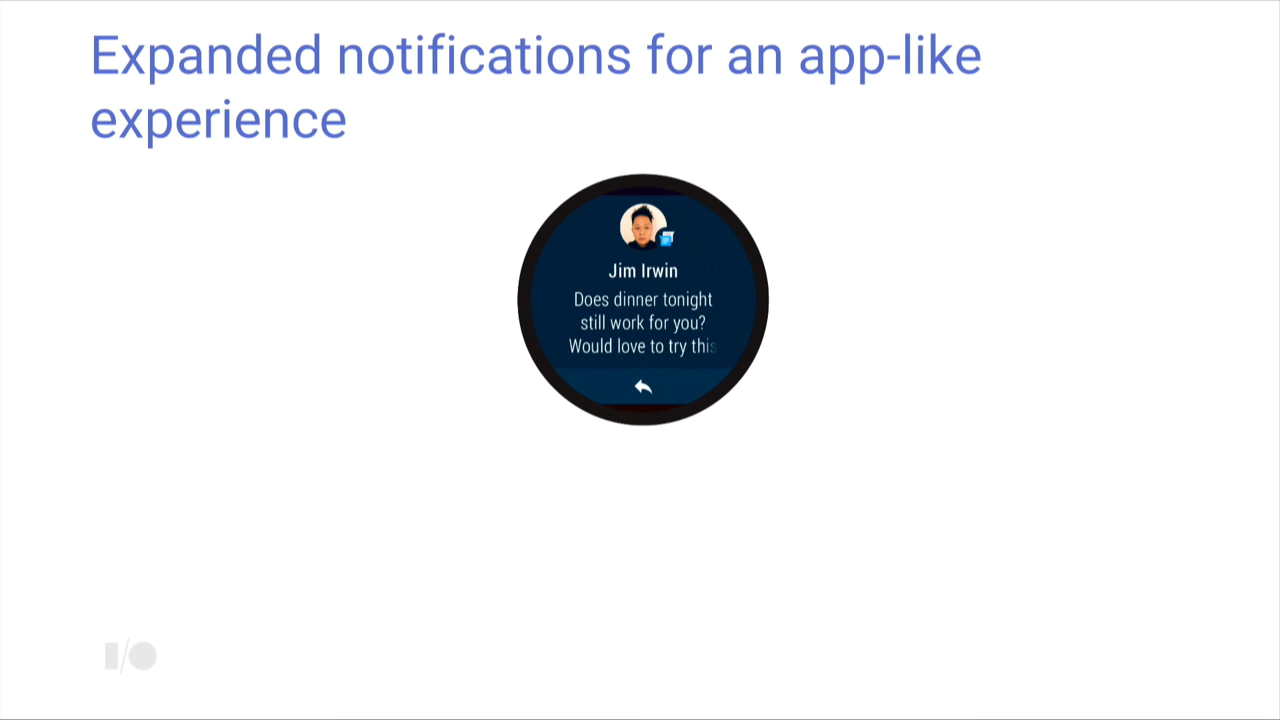 Expanded notifications for an app-like
experience
Jim Irwin
Does dinner tonight
still work for you?
Would love to try this
I/O